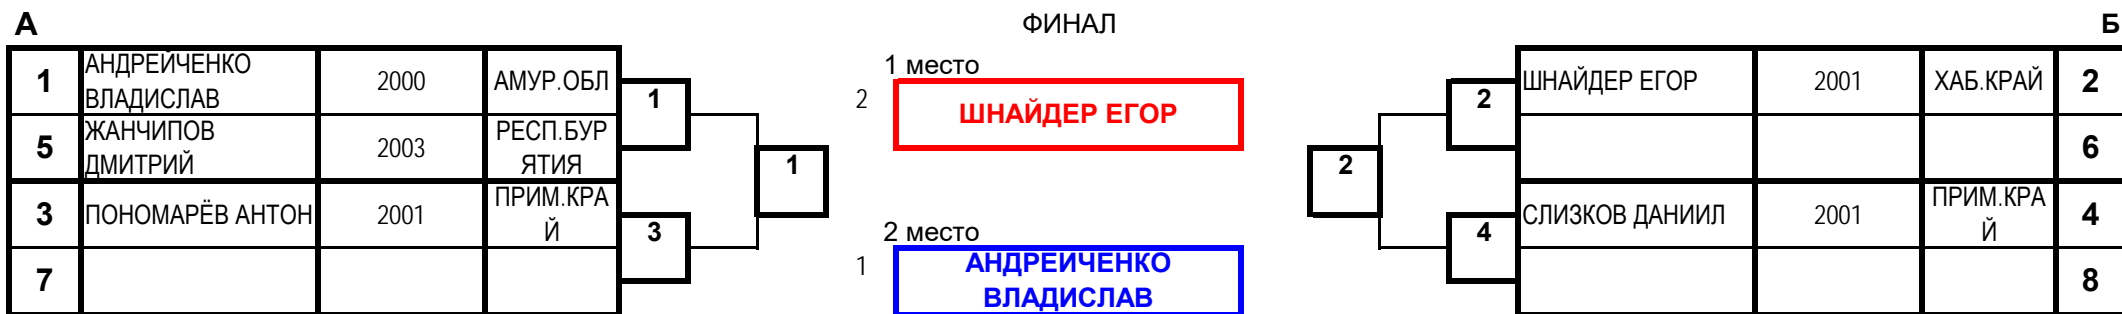 А
ФИНАЛ
Б
1
АНДРЕЙЧЕНКО
ВЛАДИСЛАВ
2000
АМУР.ОБЛ
5
ЖАНЧИПОВ
ДМИТРИЙ
2003
РЕСП.БУР
ЯТИЯ
3
ПОНОМАРЁВ АНТОН
2001
ПРИМ.КРА
Й
7
1
3
1
1 место
2
ШНАЙДЕР ЕГОР
2 место
1
АНДРЕЙЧЕНКО
ВЛАДИСЛАВ
2
2
4
ШНАЙДЕР ЕГОР
2001
ХАБ.КРАЙ
2
6
СЛИЗКОВ ДАНИИЛ
2001
ПРИМ.КРА
Й
4
8